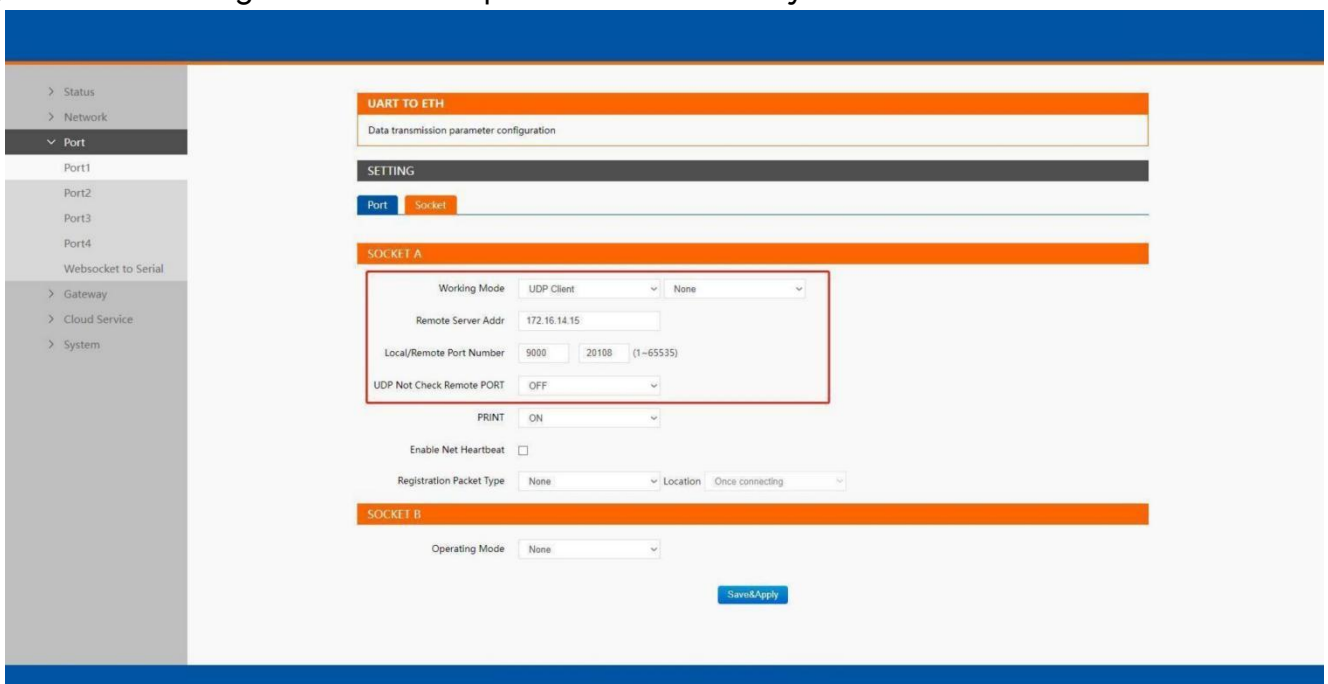 > Status
> Network
Port
Port1
Port2
Port3
Port4
Websocket to Serial
> Gateway
> Cloud Service
> System
UART TO ETH
Data transmission parameter configuration
SETTING
Port Socket
SOCKET A
Working Mode UDP Client None
Remote Server Addr 172.16.14.15
Local/Remote Port Number 9000 20108 (1~65535)
UDP Not Check Remote PORT OFF
PRINT ON
Enable Net Heartbeat
Registration Packet Type None Location Once connecting
SOCKET B
Operating Mode None
Save&Apply